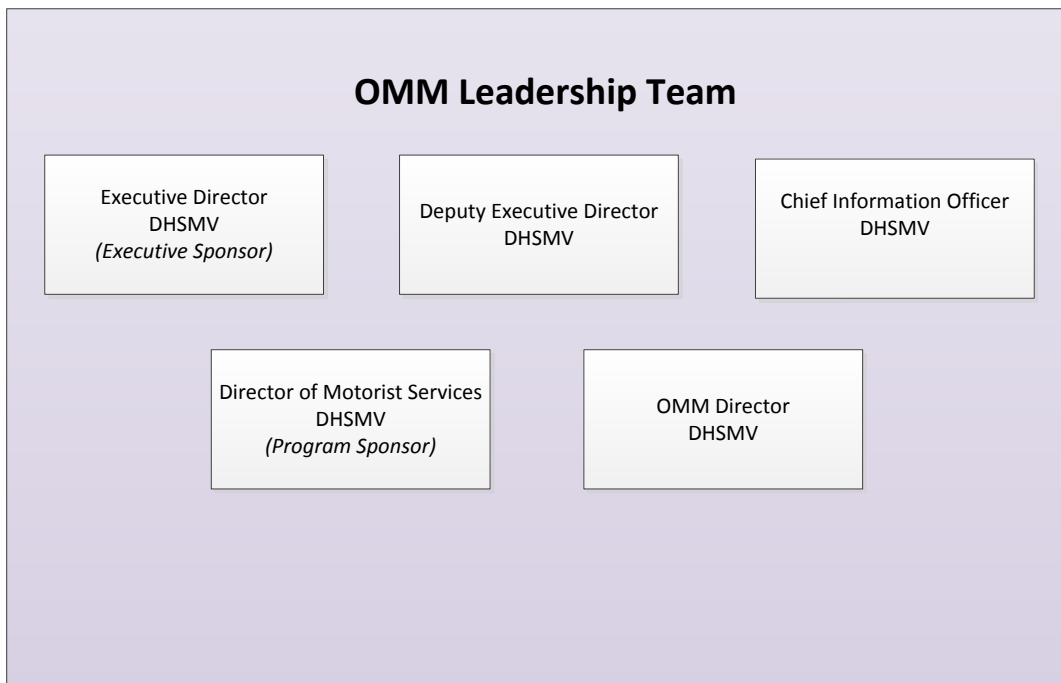 OMM Leadership Team
Executive Director
DHSMV
(Executive Sponsor)
Deputy Executive Director
DHSMV
Chief Information Officer
DHSMV
Director of Motorist Services
DHSMV
(Program Sponsor)
OMM Director
DHSMV